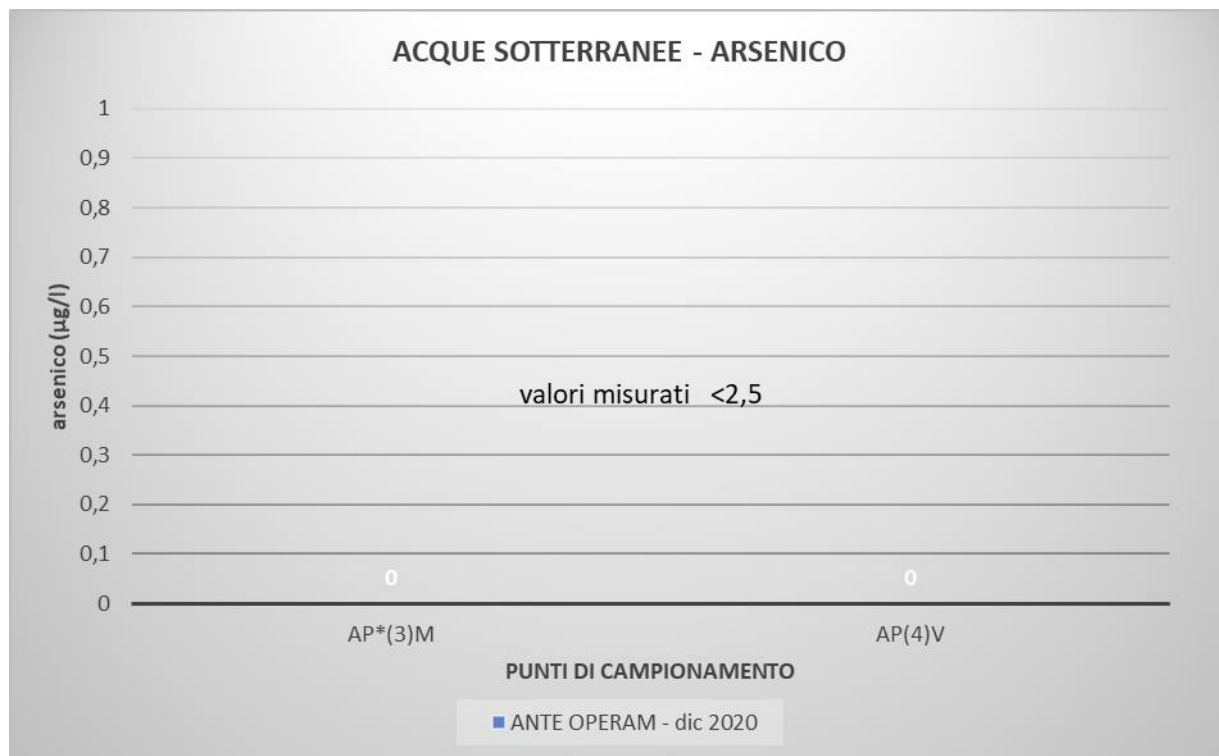 ACQUE SOTTERRANEE - ARSENICO
1
0,9
0,8
0,7
0,6
0,5
0,4
0,3
0,2
0,1
0
arsenico (µg/l)
valori misurati <2,5
0 0
AP*(3)M AP(4)V
PUNTI DI CAMPIONAMENTO
ANTE OPERAM - dic 2020